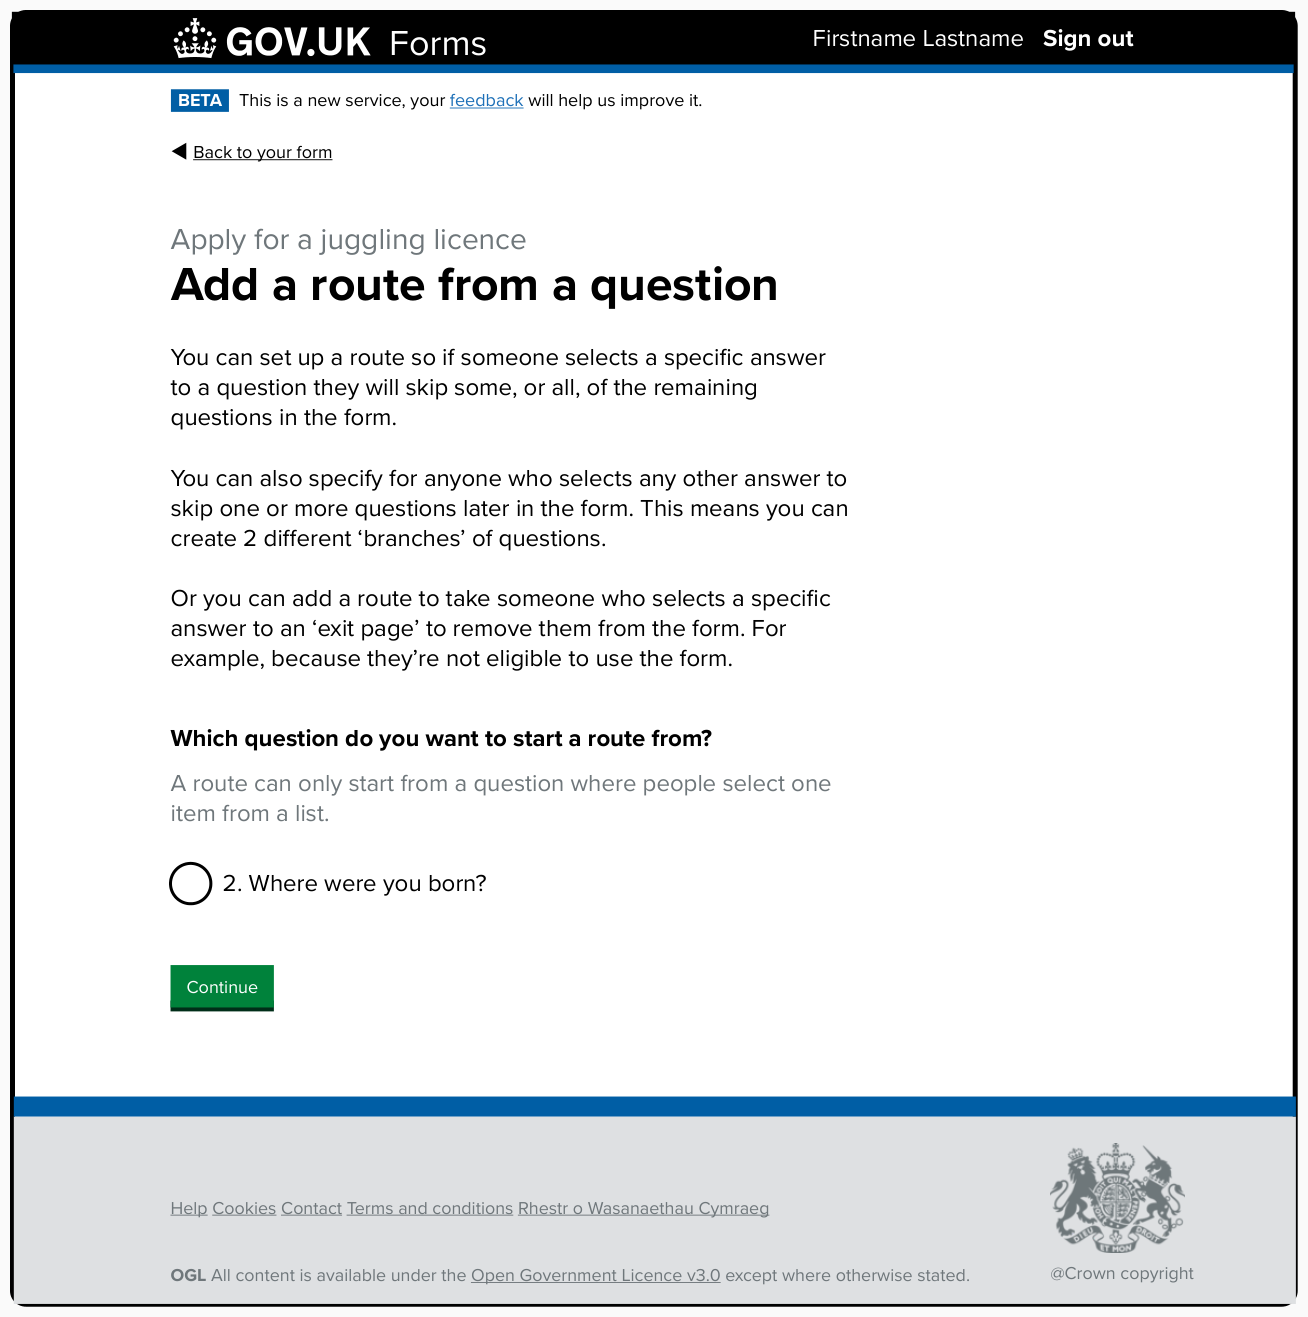 GOV.UK Forms
Firstname Lastname Sign out
BETA This is a new service, your feedback will help us improve it.
Back to your form
Apply for a juggling licence
Add a route from a question
You can set up a route so if someone selects a specific answer
to a question they will skip some, or all, of the remaining
questions in the form.
You can also specify for anyone who selects any other answer to
skip one or more questions later in the form. This means you can
create 2 different ‘branches’ of questions.
Or you can add a route to take someone who selects a specific
answer to an ‘exit page’ to remove them from the form. For
example, because they’re not eligible to use the form.
Which question do you want to start a route from?
A route can only start from a question where people select one
item from a list.
2. Where were you born?
Continue
Help Cookies Contact Terms and conditions Rhestr o Wasanaethau Cymraeg
DIEU ET MON DROIT
OGL All content is available under the Open Government Licence v3.0 except where otherwise stated.
@Crown copyright